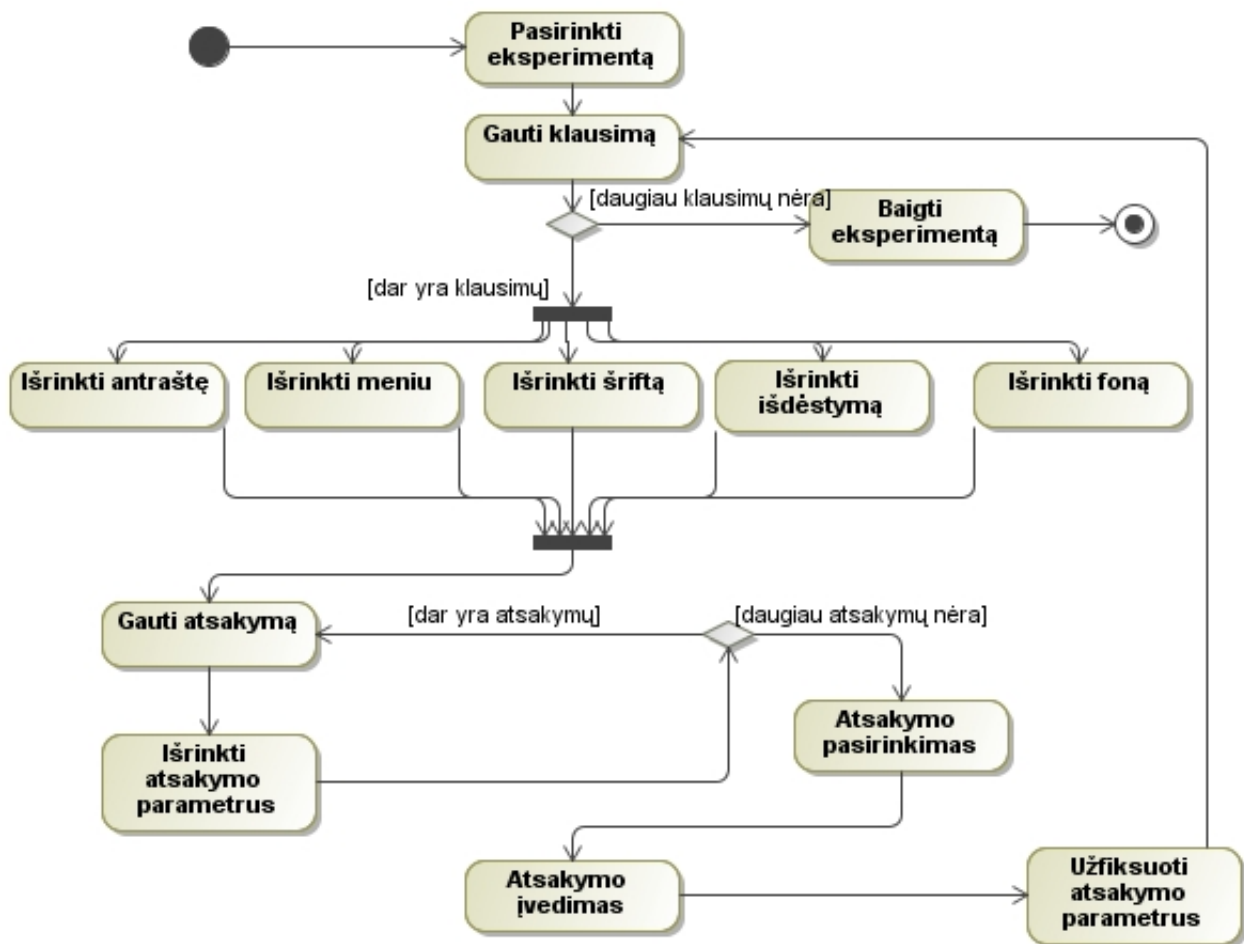 Pasirinkti
eksperimentą
Gauti klausimą
[daugiau klausimų nėra]
Baigti
eksperimentą
[dar yra klausimų]
Išrinkti antraštę
Išrinkti meniu
Išrinkti šriftą
Išrinkti
išdėstymą
Išrinkti foną
Gauti atsakymą
[dar yra atsakymų]
[daugiau atsakymų nėra]
Atsakymo
pasirinkimas
Išrinkti
atsakymo
parametrus
Atsakymo
įvedimas
Užfiksuoti
atsakymo
parametrus